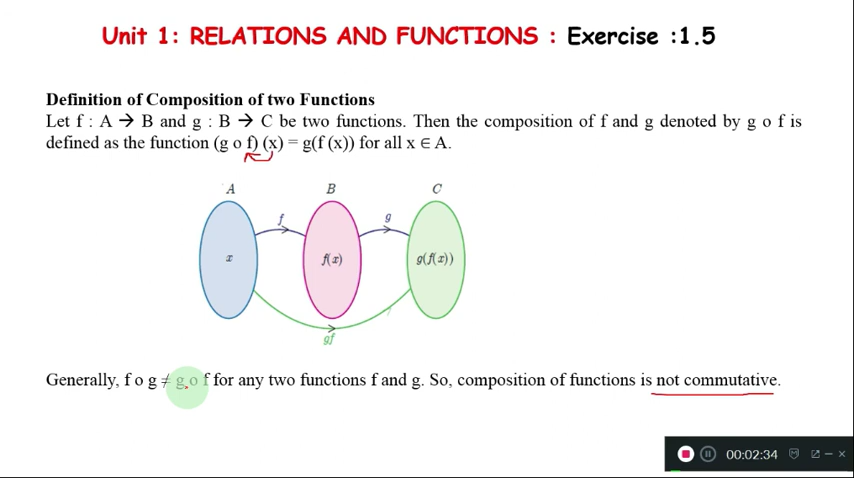 Unit 1: RELATIONS AND FUNCTIONS : Exercise :1.5
Definition of Composition of two Functions
Let f : A → B and g : B → C be two functions. Then the composition of f and g denoted by g o f is
defined as the function (g o f) (x) = g(f (x)) for all x ∈ A.
A B C
f g
x f(x) g(f(x))
gf
Generally, f o g ≠ g o f for any two functions f and g. So, composition of functions is not commutative.
00:02:34